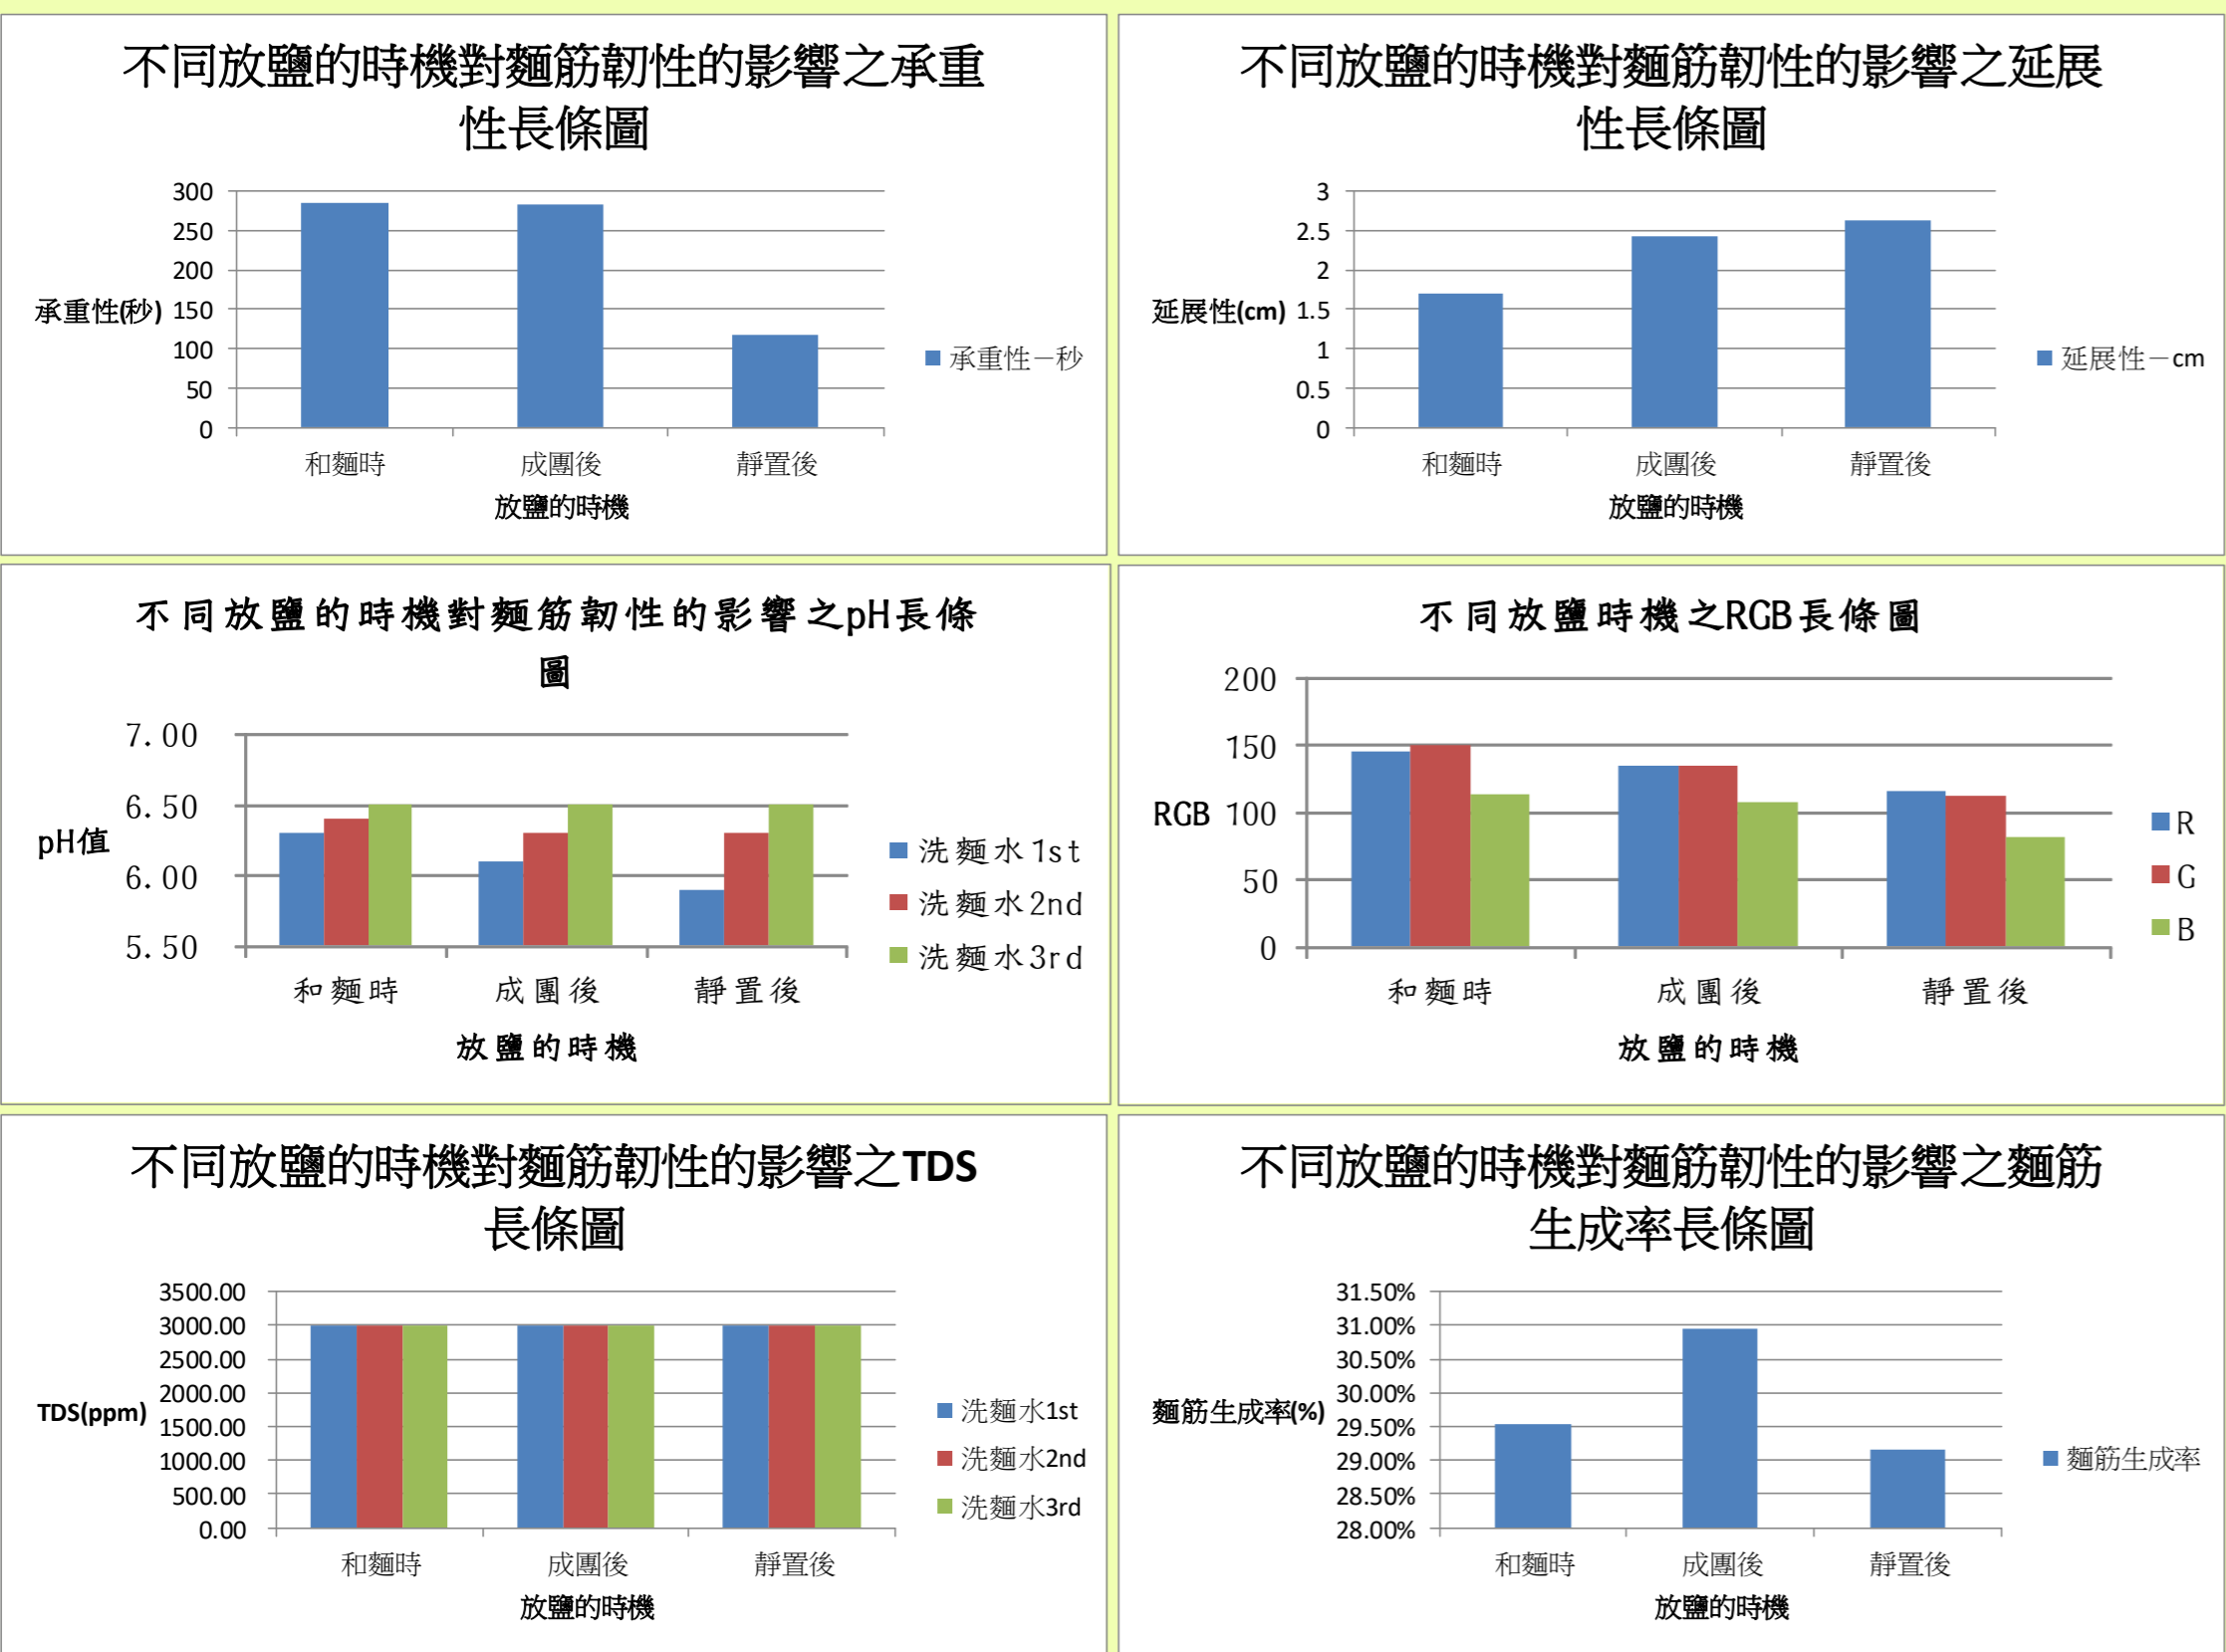 不同放鹽的時機對麵筋韌性的影響之承重
性長條圖
300
250
200
150
100
50
0
承重性(秒)
承重性－秒
和麵時
成團後
靜置後
放鹽的時機
不同放鹽的時機對麵筋韌性的影響之延展
性長條圖
3
2.5
2
1.5
1
0.5
0
延展性(cm)
延展性－cm
和麵時
成團後
靜置後
放鹽的時機
不同放鹽的時機對麵筋韌性的影響之pH長條
圖
7.00
6.50
6.00
5.50
pH值
洗麵水1st
洗麵水2nd
洗麵水3rd
和麵時
成團後
靜置後
放鹽的時機
不同放鹽時機之RGB長條圖
200
150
100
50
0
RGB
R
G
B
和麵時
成團後
靜置後
放鹽的時機
不同放鹽的時機對麵筋韌性的影響之TDS
長條圖
3500.00
3000.00
2500.00
2000.00
1500.00
1000.00
500.00
0.00
TDS(ppm)
洗麵水1st
洗麵水2nd
洗麵水3rd
和麵時
成團後
靜置後
放鹽的時機
不同放鹽的時機對麵筋韌性的影響之麵筋
生成率長條圖
31.50%
31.00%
30.50%
30.00%
29.50%
29.00%
28.50%
28.00%
麵筋生成率(%)
麵筋生成率
和麵時
成團後
靜置後
放鹽的時機